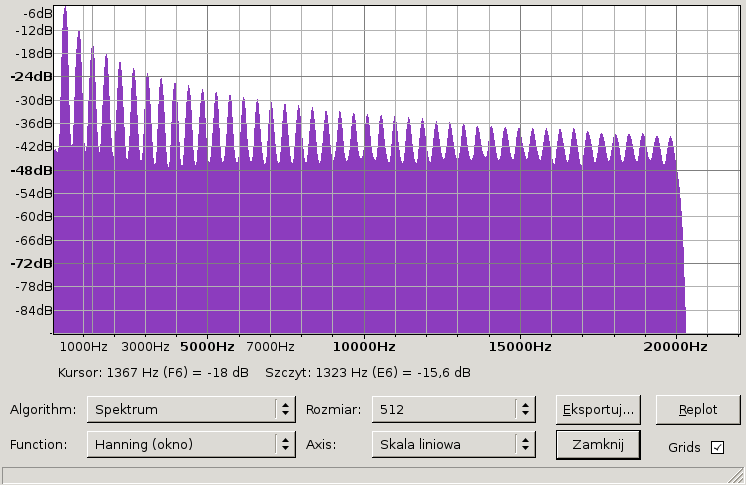 -6dB
-12dB
-18dB
-24dB
-30dB
-36dB
-42dB
-48dB
-54dB
-60dB
-66dB
-72dB
-78dB
-84dB
1000Hz 3000Hz 5000Hz 7000Hz 10000Hz 15000Hz 20000Hz
Kursor: 1367 Hz (F6) = -18 dB Szczyt: 1323 Hz (E6) = -15,6 dB
Algorithm: Spektrum Rozmiar: 512 Eksportuj... Replot
Function: Hanning (okno) Axis: Skala liniowa Zamknij Grids